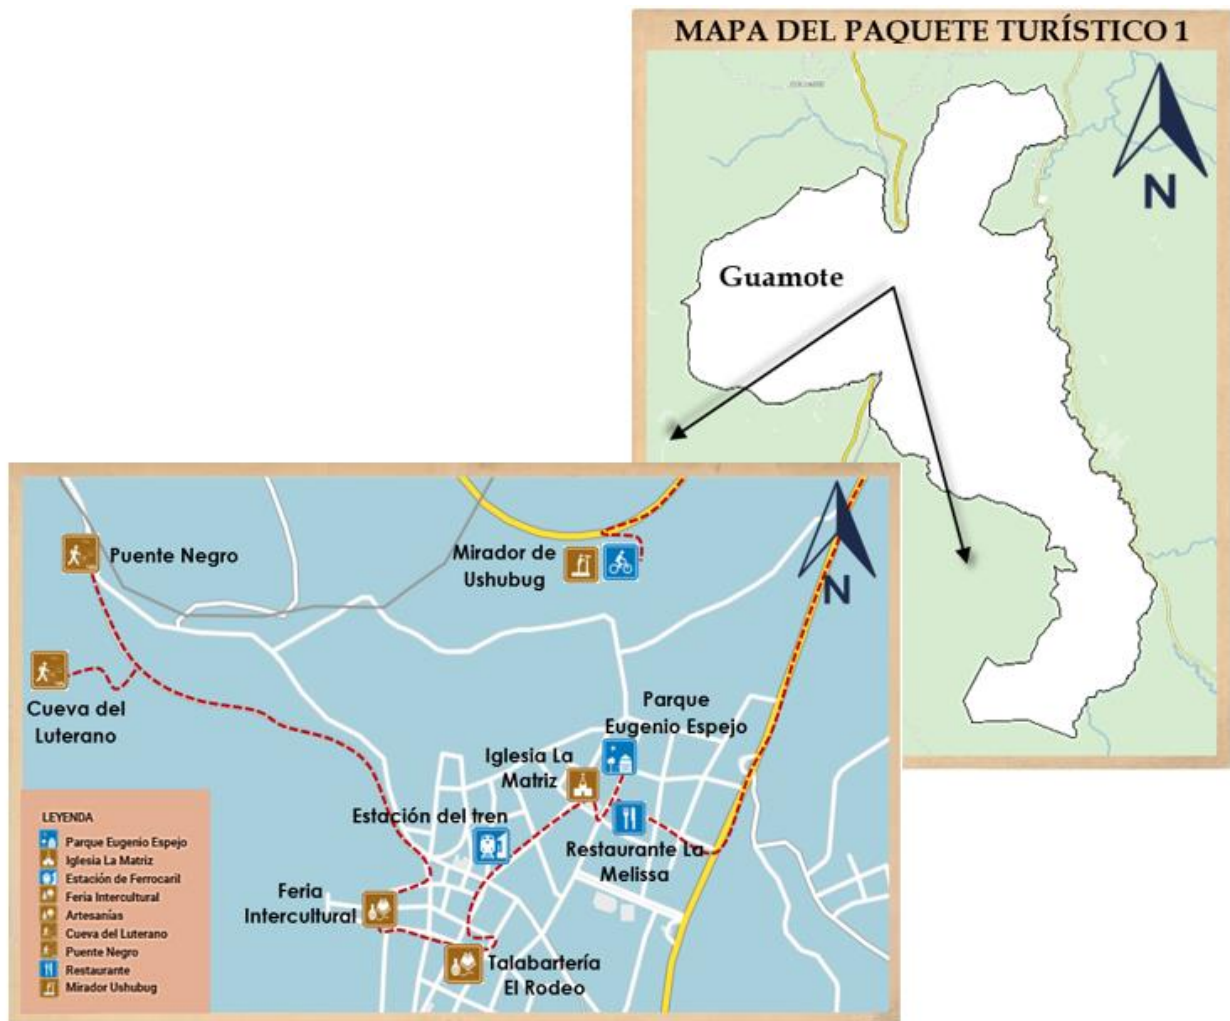 MAPA DEL PAQUETE TURÍSTICO 1
N
Guamote
Puente Negro
Mirador de
Ushubug
N
Cueva del
Luterano
Parque
Eugenio Espejo
Iglesia La
Matriz
Estación del tren
Restaurante La
Melissa
Feria
Intercultural
Talabartería
El Rodeo
LEYENDA
Parque Eugenio Espejo
Iglesia La Matriz
Estación de Ferrocaril
Feria Intercultural
Artesanías
Cueva del Luterano
Puente Negro
Restaurante
Mirador Ushubug